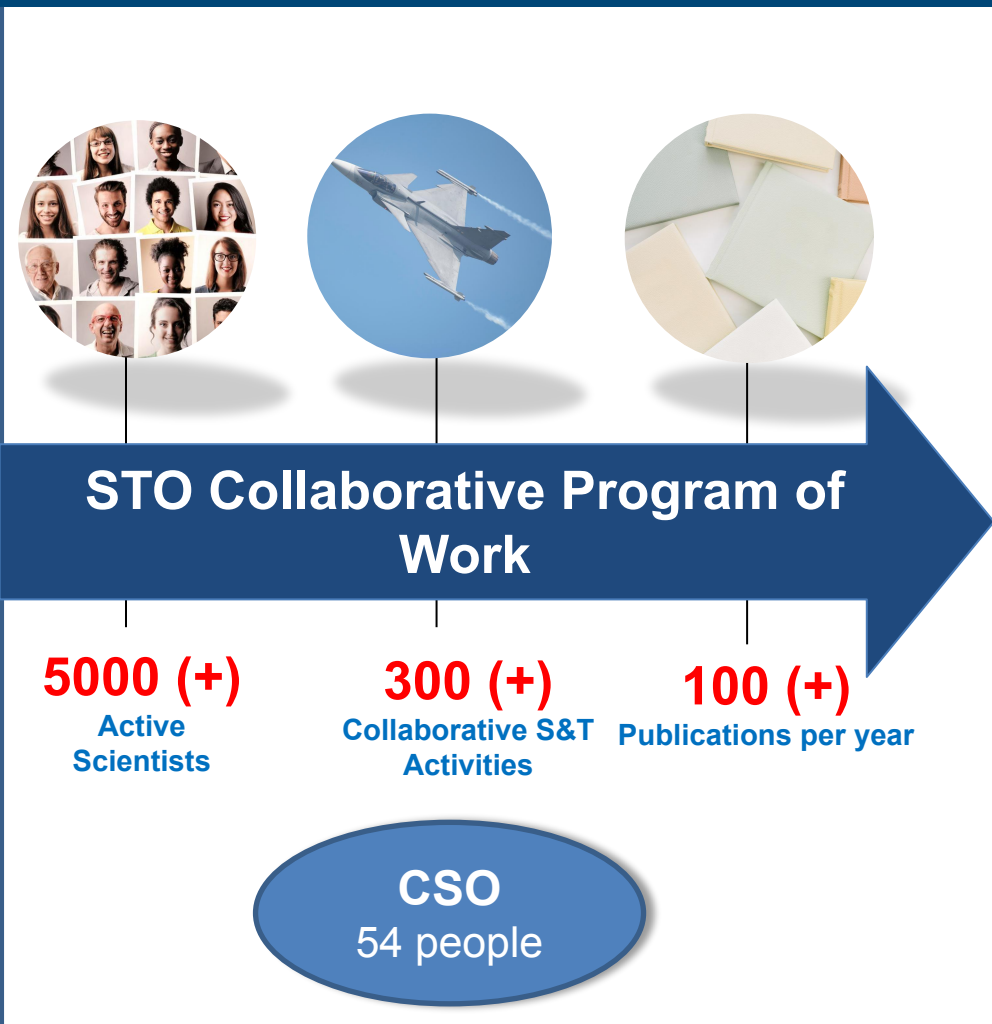 STO Collaborative Program of
Work
5000 (+)
Active
Scientists
300 (+)
Collaborative S&T
Activities
100 (+)
Publications per year
CSO
54 people